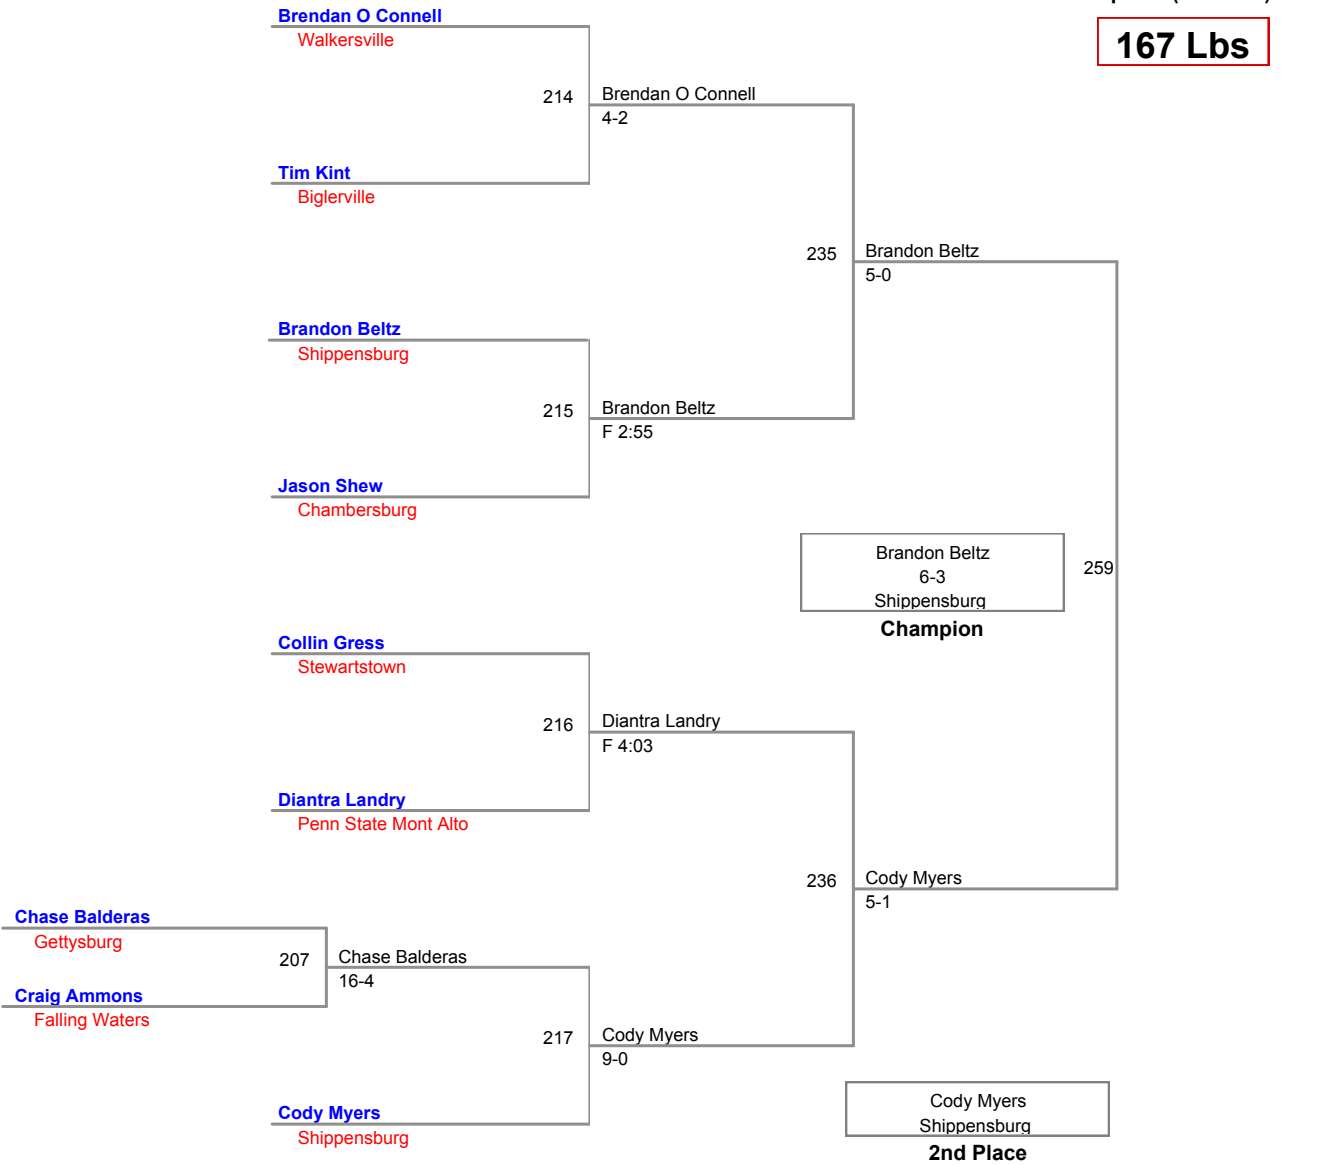 167 Lbs
Brendan O Connell
Walkersville
214
Brendan O Connell
4-2
Tim Kint
Biglerville
235
Brandon Beltz
5-0
Brandon Beltz
Shippensburg
215
Brandon Beltz
F 2:55
Jason Shew
Chambersburg
Brandon Beltz
6-3
Shippensburg
Champion
259
Collin Gress
Stewartstown
216
Diantra Landry
F 4:03
Diantra Landry
Penn State Mont Alto
236
Cody Myers
5-1
Chase Balderas
Gettysburg
207
Chase Balderas
16-4
Craig Ammons
Falling Waters
217
Cody Myers
9-0
Cody Myers
Shippensburg
Cody Myers
Shippensburg
2nd Place